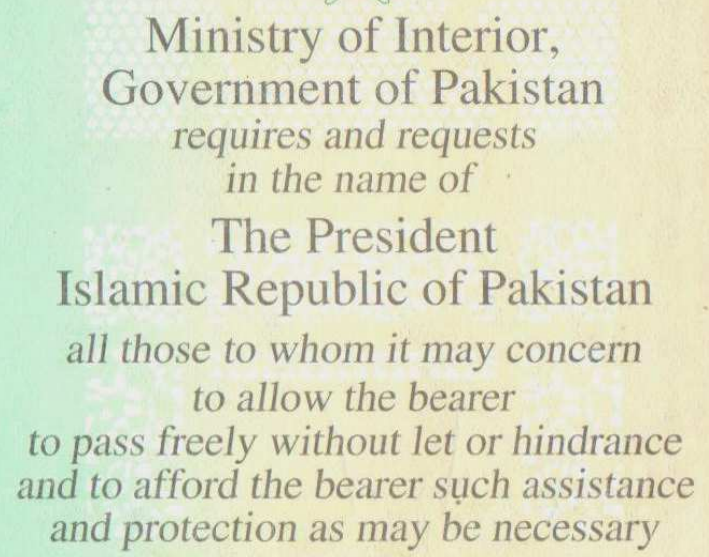 Ministry of Interior,
Government of Pakistan
requires and requests
in the name of
The President
Islamic Republic of Pakistan
all those to whom it may concern
to allow the bearer
to pass freely without let or hindrance
and to afford the bearer such assistance
and protection as may be necessary